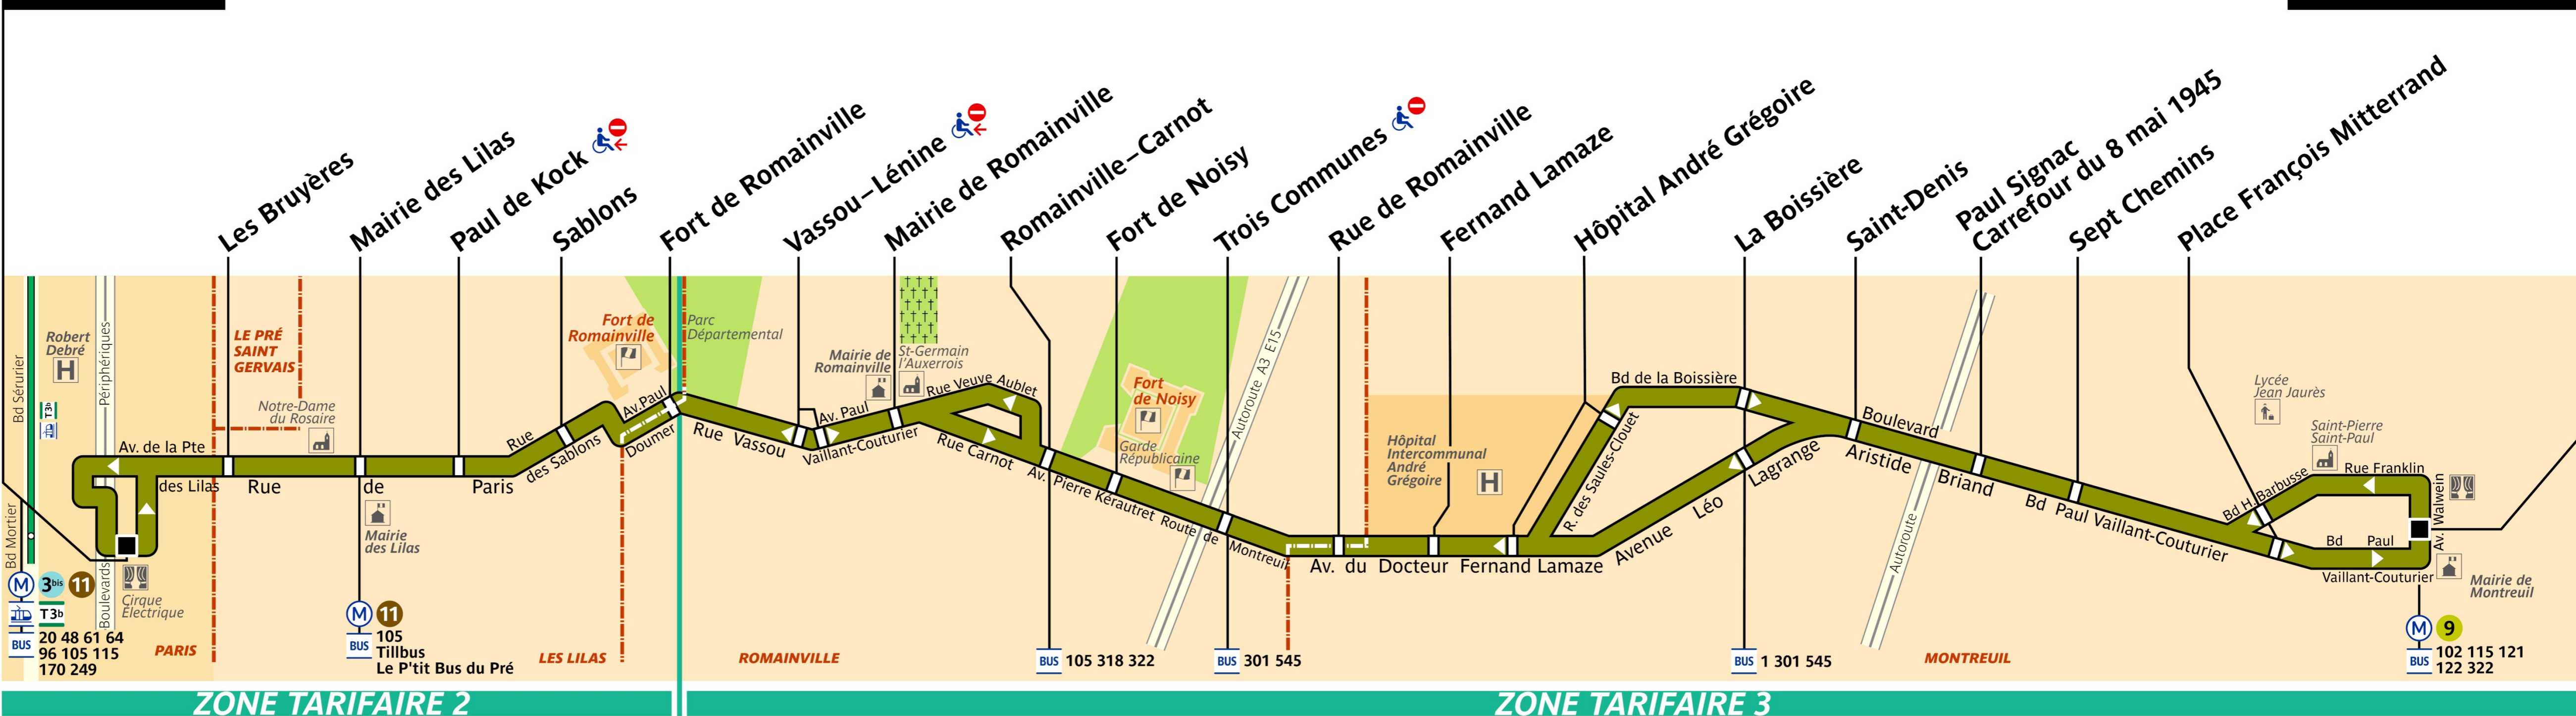 Les Bruyères
Mairie des Lilas
Paul de Kock
Sablons
Fort de Romainville
Vassou–Lénine
Mairie de Romainville
Romainville–Carnot
Fort de Noisy
Trois Communes
Rue de Romainville
Fernand Lamaze
Hôpital André Grégoire
La Boissière
Saint-Denis
Paul Signac
Carrefour du 8 mai 1945
Sept Chemins
Place François Mitterrand
Bd Sérurier
T3b
Bd Mortier
Robert
Debré
H
Périphériques
Boulevards
Av. de la Pte
des Lilas
LE PRÉ
SAINT
GERVAIS
Notre-Dame
du Rosaire
Rue
de
Paris
Mairie
des Lilas
Cirque
Électrique
M 3bis 11
T3b
BUS
20 48 61 64
96 105 115
170 249
PARIS
M 11
BUS
105
Tillbus
Le P'tit Bus du Pré
LES LILAS
Rue
des Sablons
Fort de
Romainville
Av.Paul
Doumer
Parc
Départemental
Rue Vassou
Av. Paul
Vaillant-Couturier
Mairie de
Romainville
St-Germain
l'Auxerrois
Rue Veuve Aublet
Rue Carnot
ROMAINVILLE
Av. Pierre Kérautret
Route de Montreuil
Fort
de Noisy
Garde
Républicaine
Autoroute A3 E15
BUS 105 318 322
BUS 301 545
Av. du Docteur Fernand Lamaze
Hôpital
Intercommunal
André
Grégoire
H
R. des Saules-Clouet
Bd de la Boissière
Avenue Léo Lagrange
BUS 1 301 545
Boulevard
Aristide Briand
Autoroute
MONTREUIL
Bd Paul Vaillant-Couturier
Bd H. Barbusse
Lycée
Jean Jaurès
Saint-Pierre
Saint-Paul
Rue Franklin
Av. Walwein
Bd Paul
Vaillant-Couturier
Mairie de
Montreuil
M 9
BUS
102 115 121
122 322
ZONE TARIFAIRE 2
ZONE TARIFAIRE 3